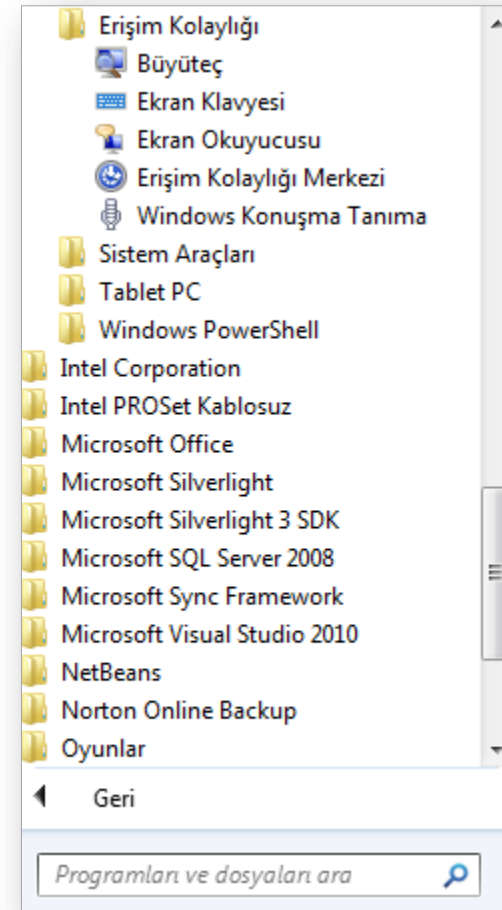 Erişim Kolaylığı
Büyüteç
Ekran Klavyesi
Ekran Okuyucusu
Erişim Kolaylığı Merkezi
Windows Konuşma Tanıma
Sistem Araçları
Tablet PC
Windows PowerShell
Intel Corporation
Intel PROSet Kablosuz
Microsoft Office
Microsoft Silverlight
Microsoft Silverlight 3 SDK
Microsoft SQL Server 2008
Microsoft Sync Framework
Microsoft Visual Studio 2010
NetBeans
Norton Online Backup
Oyunlar
Geri
Programları ve dosyaları ara